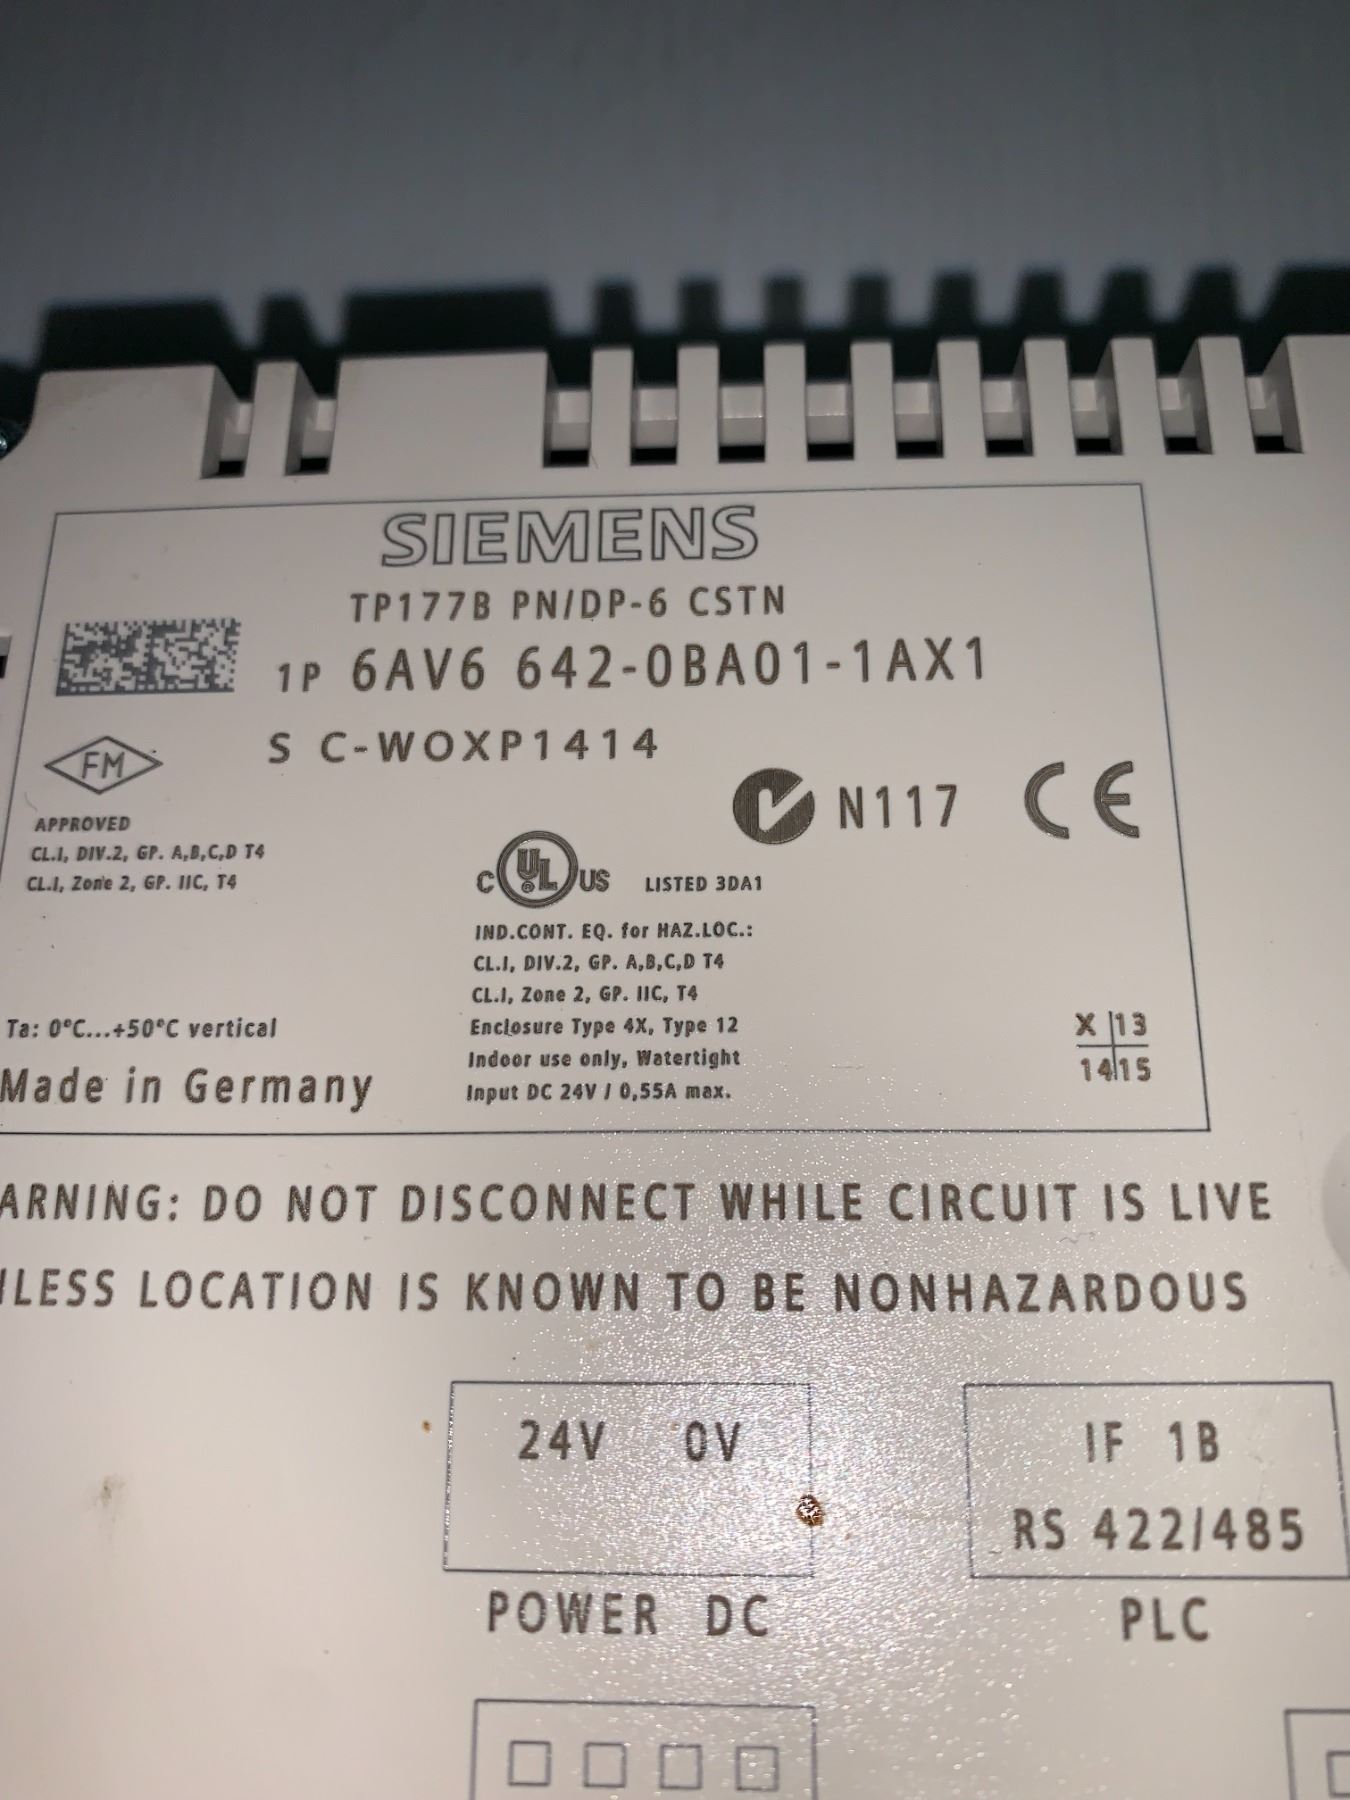 SIEMENS
TP177B PN/DP-6 CSTN
1P 6AV6 642-0BA01-1AX1
S C-WOXP1414
FM
APPROVED
CL.I, DIV.2, GP. A,B,C,D T4
CL.I, Zone 2, GP. IIC, T4
N117 CE
C UL ® US LISTED 3DA1
IND.CONT. EQ. for HAZ.LOC.:
CL.I, DIV.2, GP. A,B,C,D T4
CL.I, Zone 2, GP. IIC, T4
Enclosure Type 4X, Type 12
Indoor use only, Watertight
Input DC 24V / 0,55A max.
Ta: 0°C...+50°C vertical
Made in Germany
X 13
14 15
ARNING: DO NOT DISCONNECT WHILE CIRCUIT IS LIVE
LESS LOCATION IS KNOWN TO BE NONHAZARDOUS
24V 0V
POWER DC
IF 1B
RS 422/485
PLC